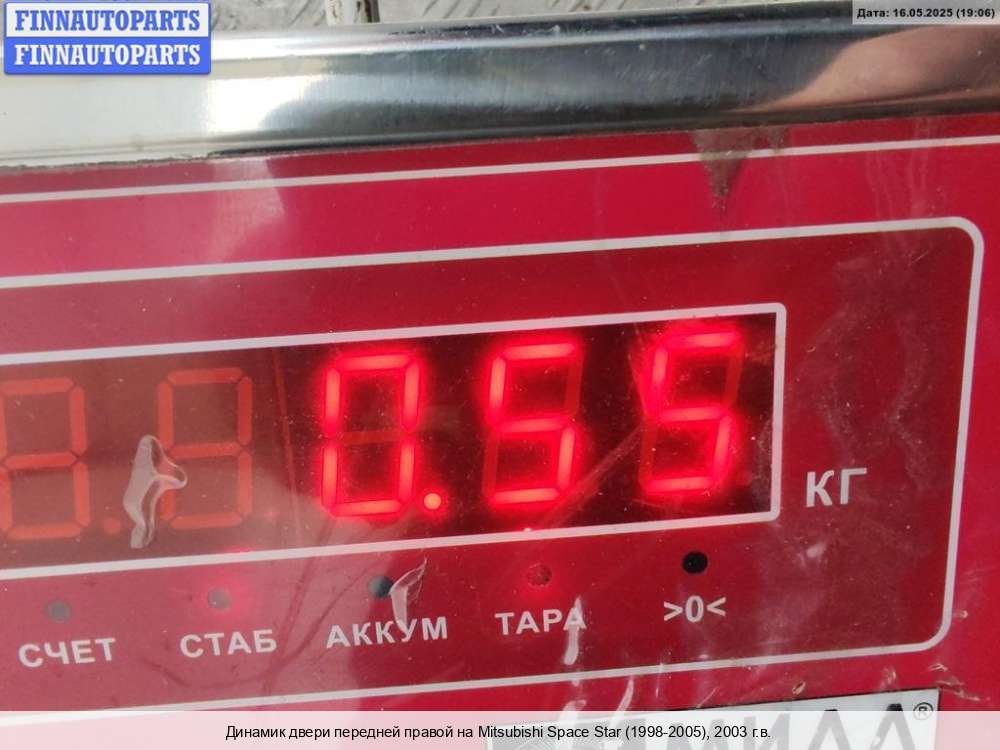 FINNAUTOPARTS
FINNAUTOPARTS
Дата: 16.05.2025 (19:06)
0.55
КГ
СЧЕТ СТАБ АККУМ ТАРА >0<
®
Динамик двери передней правой на Mitsubishi Space Star (1998-2005), 2003 г.в.